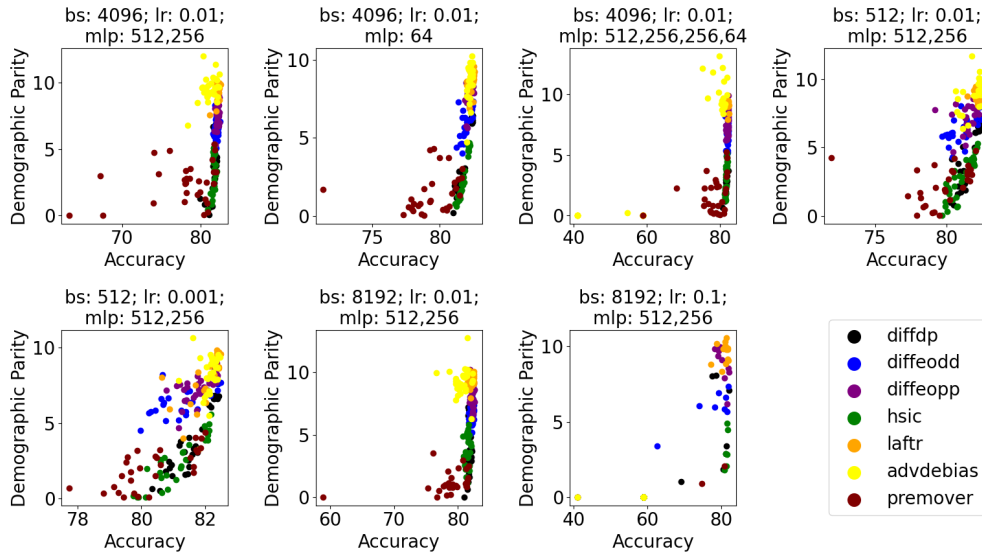 bs: 4096; lr: 0.01;
mlp: 512,256
Demographic Parity
10
5
0
70
80
Accuracy
bs: 4096; lr: 0.01;
mlp: 64
Demographic Parity
10
5
0
75
80
Accuracy
bs: 4096; lr: 0.01;
mlp: 512,256,256,64
Demographic Parity
10
5
0
40
60
80
Accuracy
bs: 512; lr: 0.01;
mlp: 512,256
Demographic Parity
10
5
0
75
80
Accuracy
bs: 512; lr: 0.001;
mlp: 512,256
Demographic Parity
10
5
0
78
80
82
Accuracy
bs: 8192; lr: 0.01;
mlp: 512,256
Demographic Parity
10
5
0
60
70
80
Accuracy
bs: 8192; lr: 0.1;
mlp: 512,256
Demographic Parity
10
5
0
40
60
80
Accuracy
diffdp
diffeodd
diffeopp
hsic
laftr
advdebias
premover